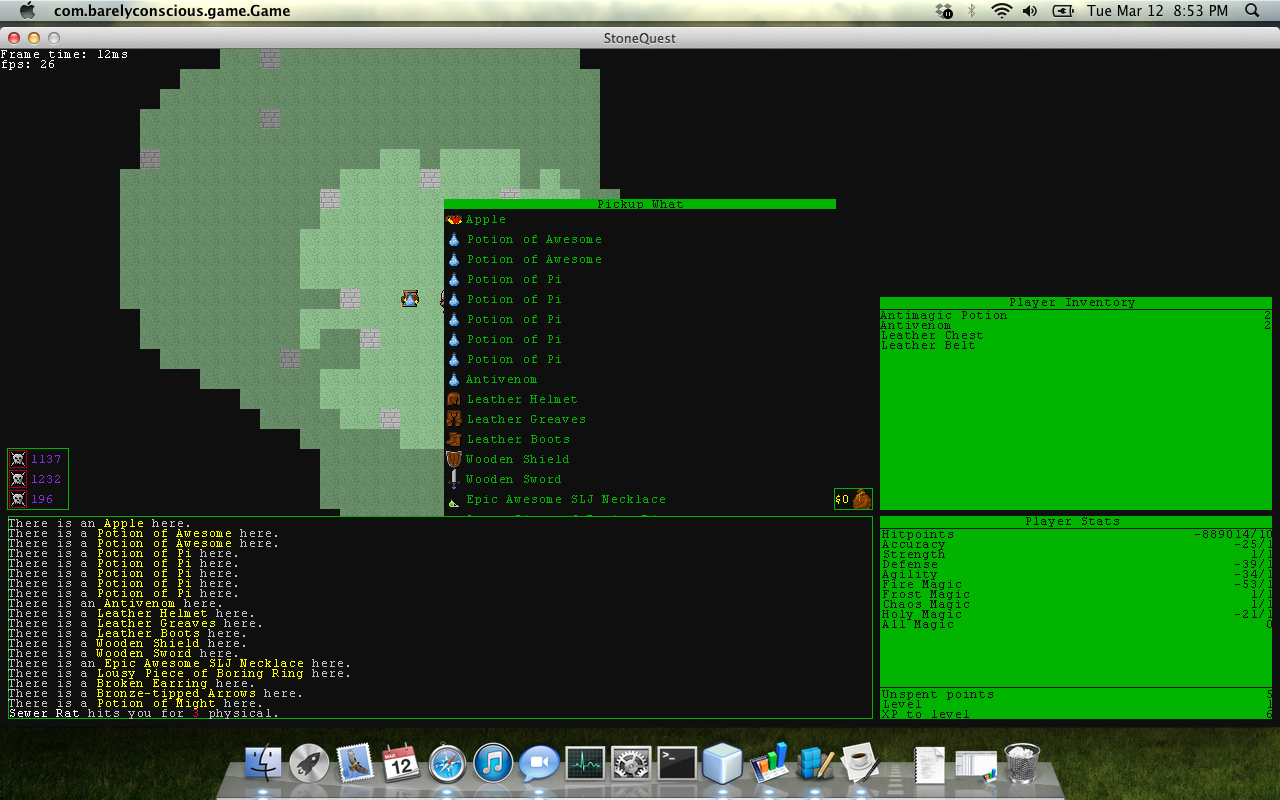 com.barelyconscious.game.Game
Tue Mar 12 8:53 PM
StoneQuest
Frame time: 12ms
fps: 26
Pickup What
Apple
Potion of Awesome
Potion of Awesome
Potion of Pi
Potion of Pi
Potion of Pi
Potion of Pi
Potion of Pi
Antivenom
Leather Helmet
Leather Greaves
Leather Boots
Wooden Shield
Wooden Sword
Epic Awesome SLJ Necklace
Player Inventory
Antimagic Potion 2
Antivenom 2
Leather Chest
Leather Belt
1137
1232
196
$0
There is an Apple here.
There is a Potion of Awesome here.
There is a Potion of Awesome here.
There is a Potion of Pi here.
There is a Potion of Pi here.
There is a Potion of Pi here.
There is a Potion of Pi here.
There is a Potion of Pi here.
There is an Antivenom here.
There is a Leather Helmet here.
There is a Leather Greaves here.
There is a Leather Boots here.
There is a Wooden Shield here.
There is a Wooden Sword here.
There is an Epic Awesome SLJ Necklace here.
There is a Lousy Piece of Boring Ring here.
There is a Broken Earring here.
There is a Bronze-tipped Arrows here.
There is a Potion of Might here.
Sewer Rat hits you for 3 physical.
Player Stats
Hitpoints -889014/10
Accuracy -25/1
Strength 1/1
Defense -39/1
Agility -34/1
Fire Magic -53/1
Frost Magic 1/1
Chaos Magic 1/1
Holy Magic -21/1
All Magic 0
Unspent points 5
Level 1
XP to level 6
MAR
12